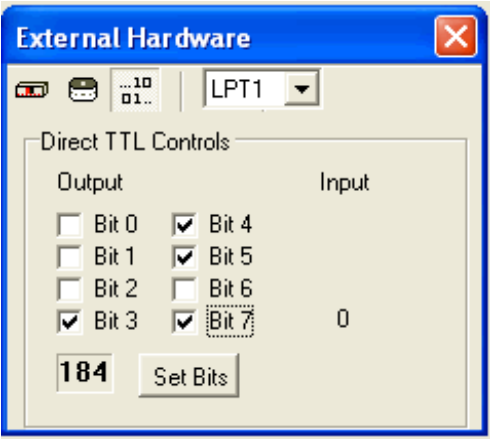 External Hardware
...10
01..
LPT1
Direct TTL Controls
Output Input
Bit 0 Bit 4
Bit 1 Bit 5
Bit 2 Bit 6
Bit 3 Bit 7 0
184 Set Bits